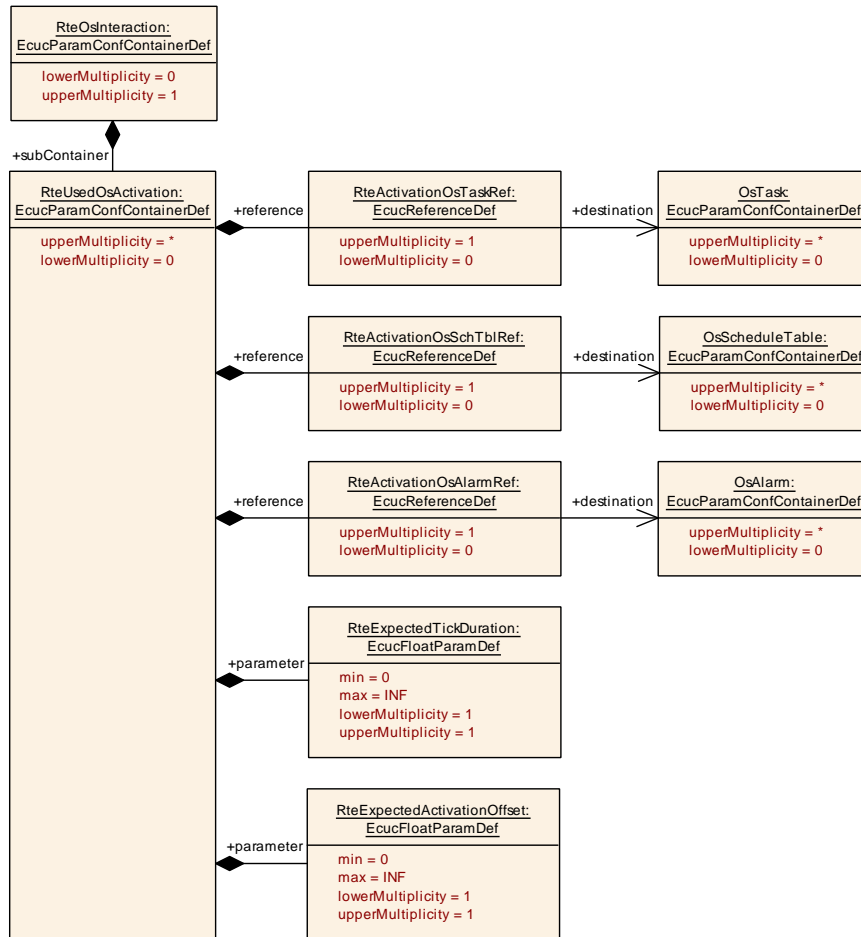 RteOsInteraction:
EcucParamConfContainerDef
lowerMultiplicity = 0
upperMultiplicity = 1
+subContainer
RteUsedOsActivation:
EcucParamConfContainerDef
upperMultiplicity = *
lowerMultiplicity = 0
+reference
RteActivationOsTaskRef:
EcucReferenceDef
upperMultiplicity = 1
lowerMultiplicity = 0
+destination
OsTask:
EcucParamConfContainerDef
upperMultiplicity = *
lowerMultiplicity = 0
+reference
RteActivationOsSchTblRef:
EcucReferenceDef
upperMultiplicity = 1
lowerMultiplicity = 0
+destination
OsScheduleTable:
EcucParamConfContainerDef
upperMultiplicity = *
lowerMultiplicity = 0
+reference
RteActivationOsAlarmRef:
EcucReferenceDef
upperMultiplicity = 1
lowerMultiplicity = 0
+destination
OsAlarm:
EcucParamConfContainerDef
upperMultiplicity = *
lowerMultiplicity = 0
+parameter
RteExpectedTickDuration:
EcucFloatParamDef
min = 0
max = INF
lowerMultiplicity = 1
upperMultiplicity = 1
+parameter
RteExpectedActivationOffset:
EcucFloatParamDef
min = 0
max = INF
lowerMultiplicity = 1
upperMultiplicity = 1